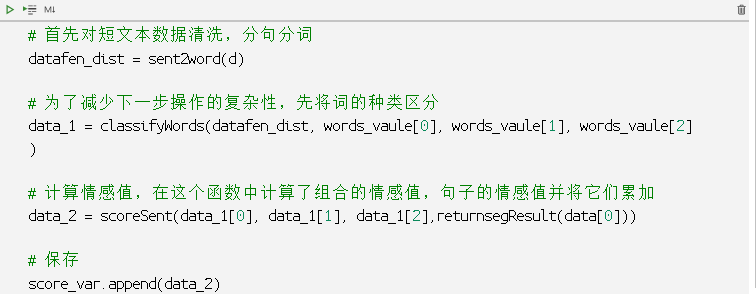 M↓
# 首先对短文本数据清洗，分句分词
datafen_dist = sent2word(d)
# 为了减少下一步操作的复杂性，先将词的种类区分
data_1 = classifyWords(datafen_dist, words_vaule[0], words_vaule[1], words_vaule[2]
)
# 计算情感值，在这个函数中计算了组合的情感值，句子的情感值并将它们累加
data_2 = scoreSent(data_1[0], data_1[1], data_1[2],returnsegResult(data[0]))
# 保存
score_var.append(data_2)